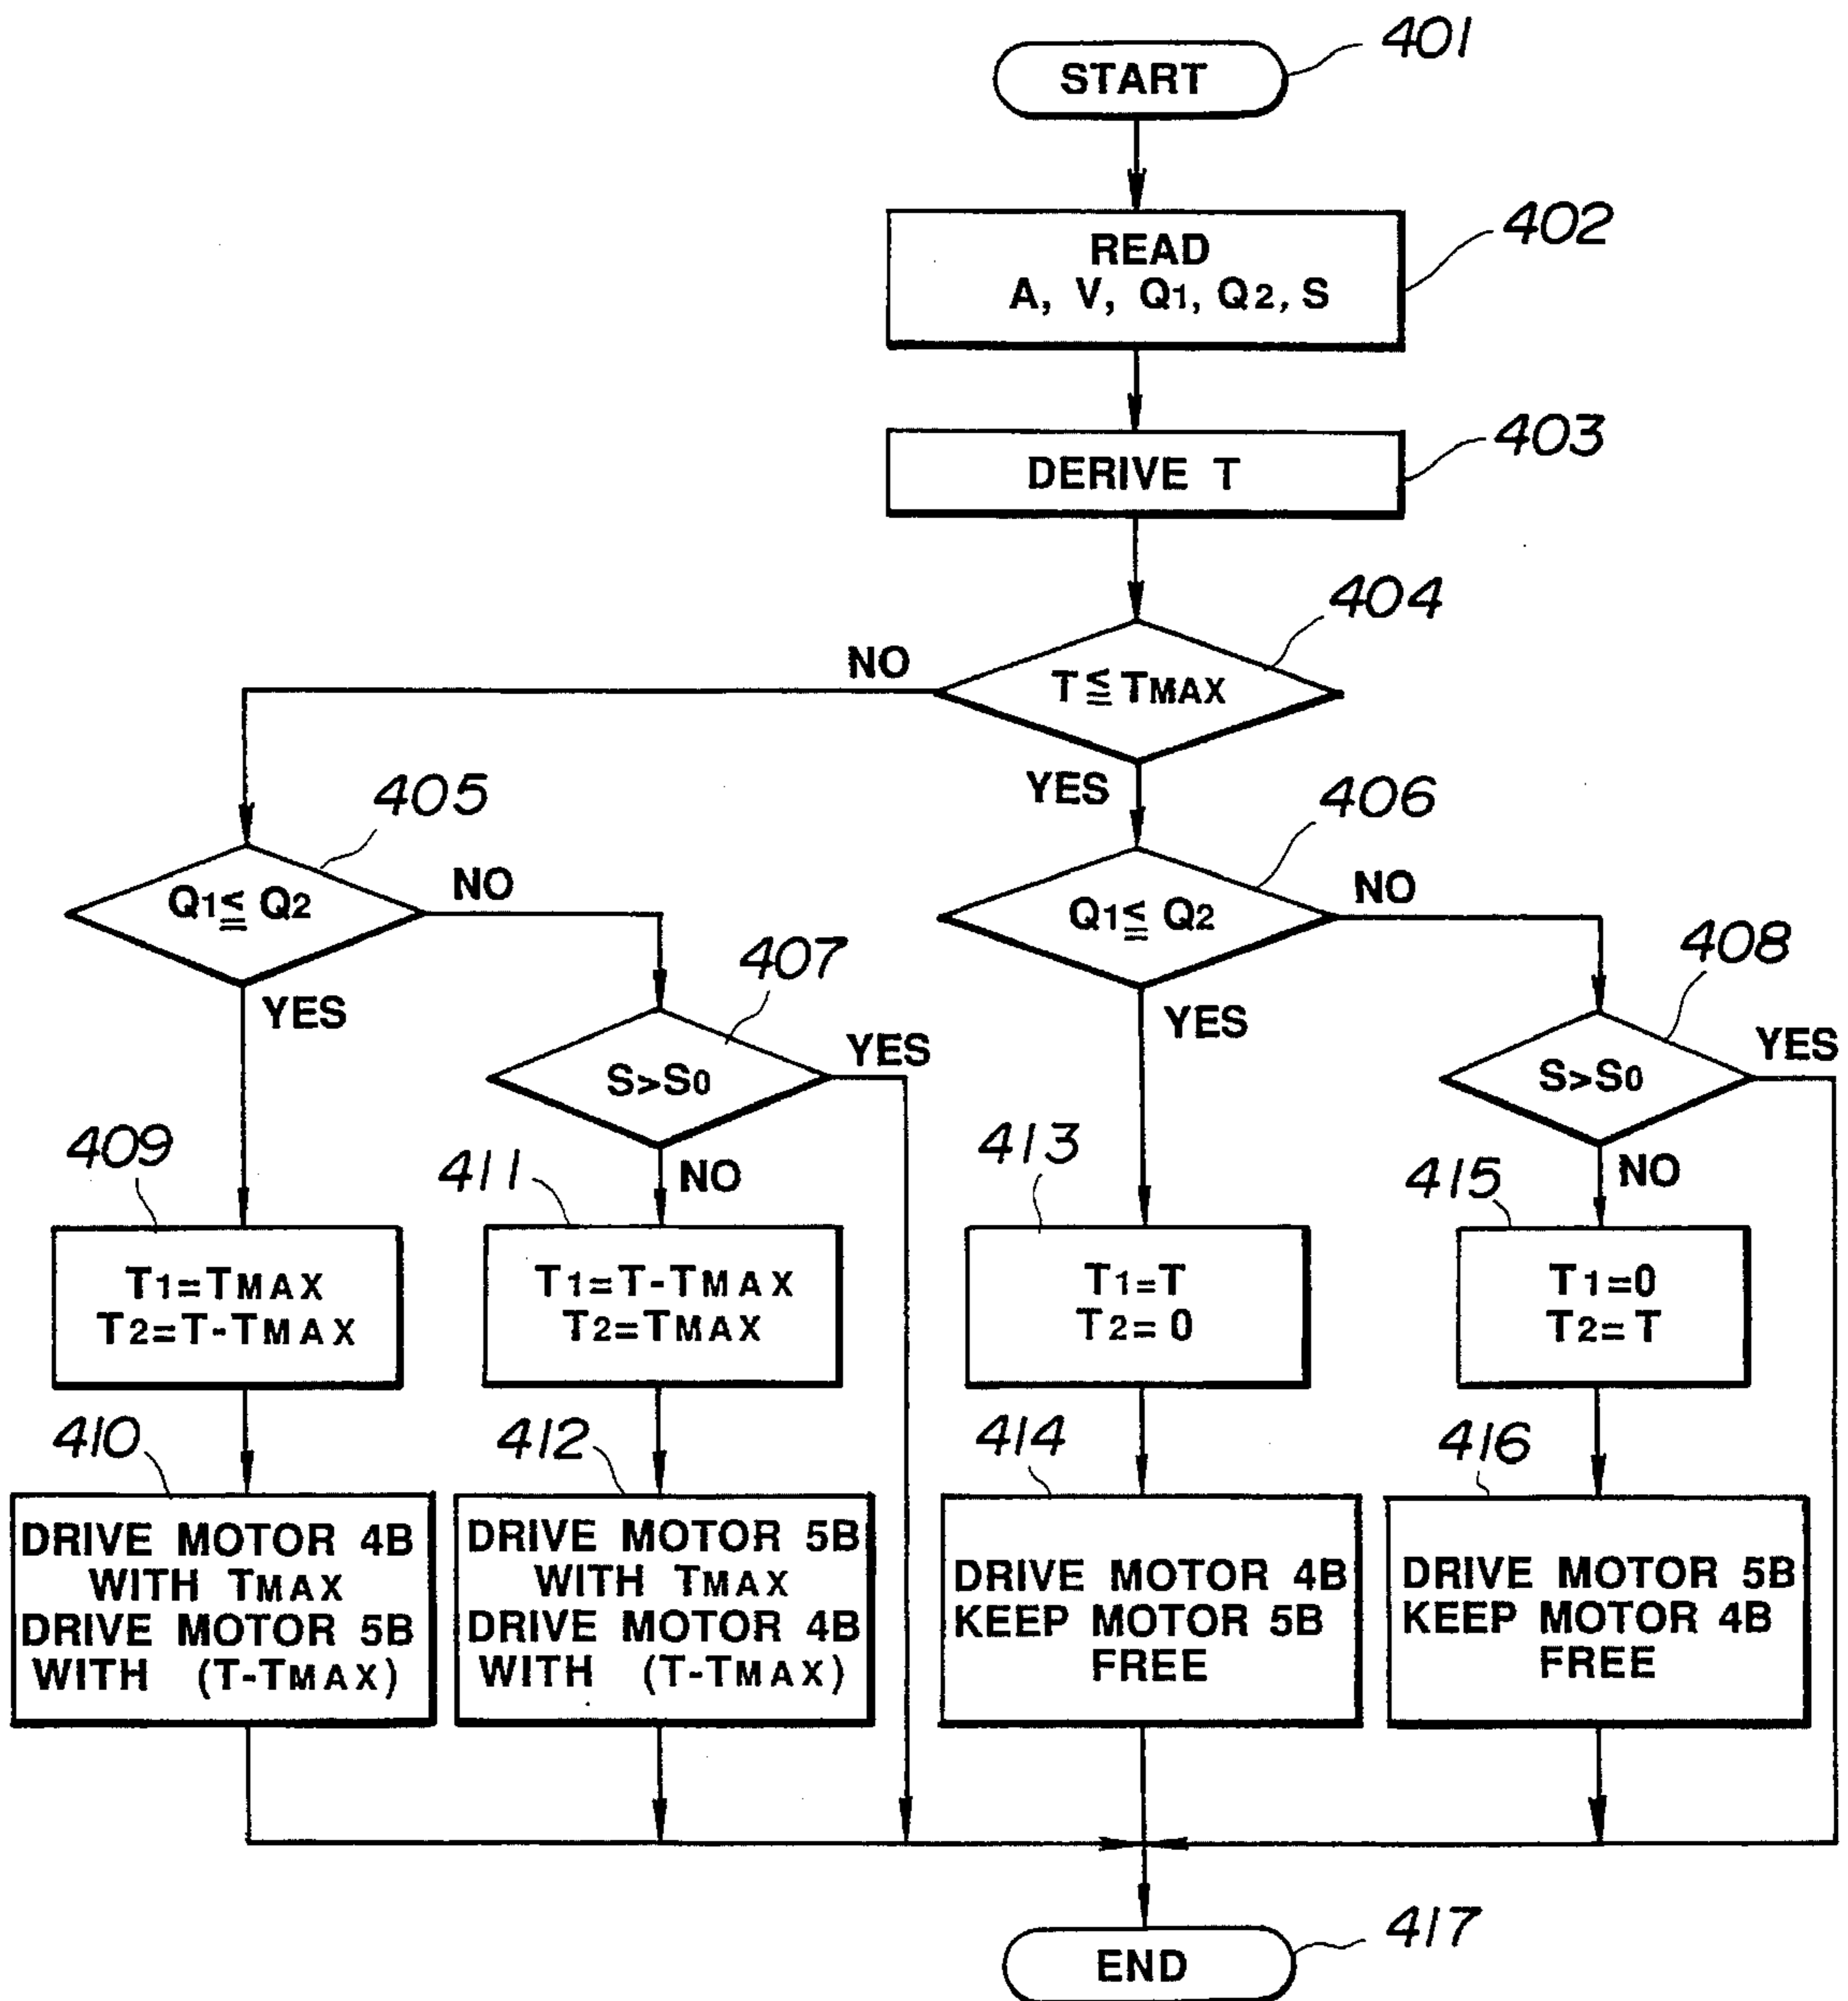 401
START
402
READ
A, V, Q1, Q2, S
403
DERIVE T
404
NO
T ≦ TMAX
YES
405
406
Q1 ≦ Q2
NO
Q1 ≦ Q2
NO
407
408
YES
YES
S>S0
YES
S>S0
YES
409
411
NO
413
415
NO
T1=TMAX
T2=T-TMAX
T1=T-TMAX
T2=TMAX
T1=T
T2=0
T1=0
T2=T
410
412
414
416
DRIVE MOTOR 4B
WITH TMAX
DRIVE MOTOR 5B
WITH (T-TMAX)
DRIVE MOTOR 5B
WITH TMAX
DRIVE MOTOR 4B
WITH (T-TMAX)
DRIVE MOTOR 4B
KEEP MOTOR 5B
FREE
DRIVE MOTOR 5B
KEEP MOTOR 4B
FREE
417
END